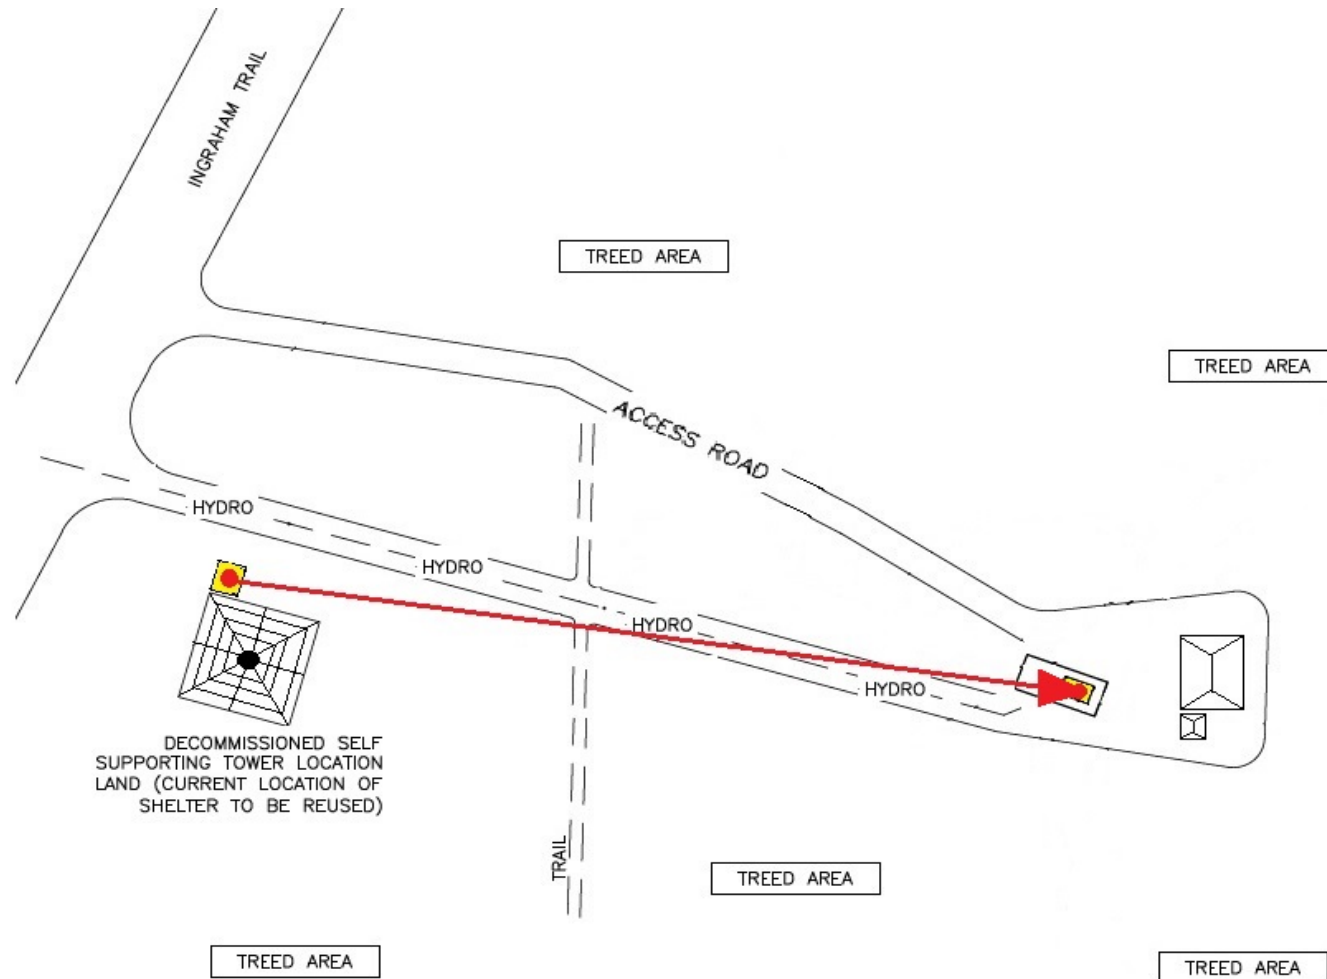 INGRAHAM TRAIL
TREED AREA
TREED AREA
ACCESS ROAD
HYDRO
HYDRO
HYDRO
HYDRO
DECOMMISSIONED SELF
SUPPORTING TOWER LOCATION
LAND (CURRENT LOCATION OF
SHELTER TO BE REUSED)
TRAIL
TREED AREA
TREED AREA
TREED AREA